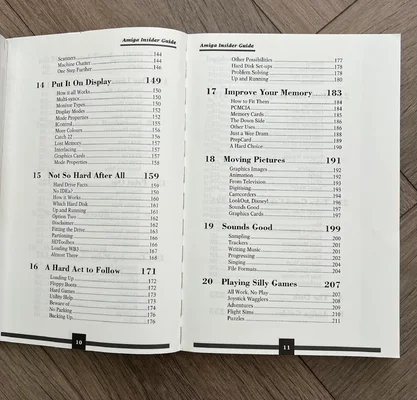 Amiga Insider Guide
Scanners 144
Machine Chatter 144
One Step Further 146
14 Put It On Display 149
How it all Works 150
Multi-syncs 150
Monitor Types 150
Display Modes 152
Mode Properties 153
IControl 155
More Colours 156
Catch 22 156
Lost Memory 156
Interfacing 157
Graphics Cards 157
Mode Properties 158
15 Not So Hard After All 159
Hard Drive Facts 159
No IDEa? 150
How it Works 160
Which Hard Disk 161
Up and Running 161
Option Two 162
Disclaimer 162
Fitting the Drive 163
Partitioning 165
HDToolbox 165
Loading WB3 167
Almost There 168
16 A Hard Act to Follow 171
Loading Up 172
Floppy Boots 172
Hard Games 173
Utility Help 173
Beware of 174
No Parking 176
Backing Up 176
10
Amiga Insider Guide
Other Possibilities 177
Hard Disk Set-ups 178
Problem Solving 178
Up and Running 180
17 Improve Your Memory 183
How to Fit Them 184
PCMCIA 184
Memory Cards 185
The Down Side 186
Other Uses 186
Just a Wee Dram 188
PrepCard 188
A Hard Choice 190
18 Moving Pictures 191
Graphics Images 192
Animation 192
From Television 193
Digitising 193
Camcorders 194
LookOut, Disney! 196
Sounds Good 197
Graphics Cards 197
19 Sounds Good 199
Sampling 200
Trackers 201
Writing Music 201
Progressing 202
Singing 204
File Formats 204
20 Playing Silly Games 207
All Work, No Play 208
Joystick Wagglers 208
Adventures 209
Flight Sims 210
Puzzles 211
11